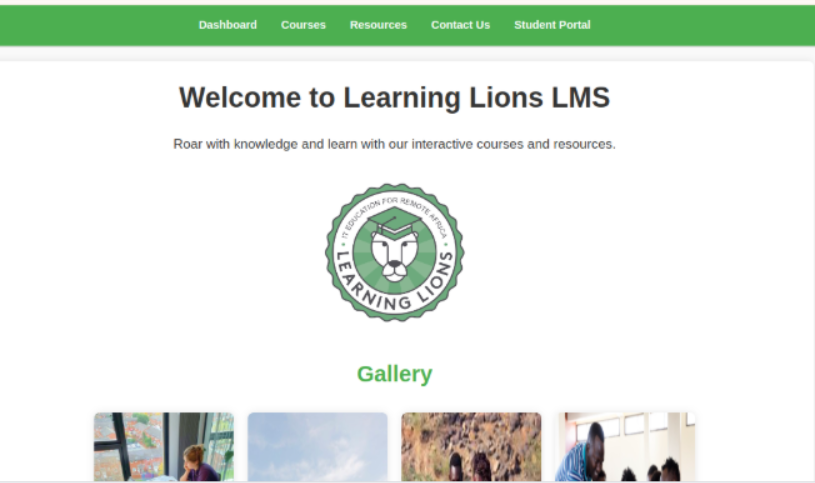 Dashboard Courses Resources Contact Us Student Portal
Welcome to Learning Lions LMS
Roar with knowledge and learn with our interactive courses and resources.
IT EDUCATION FOR REMOTE AFRICA
LEARNING LIONS
Gallery